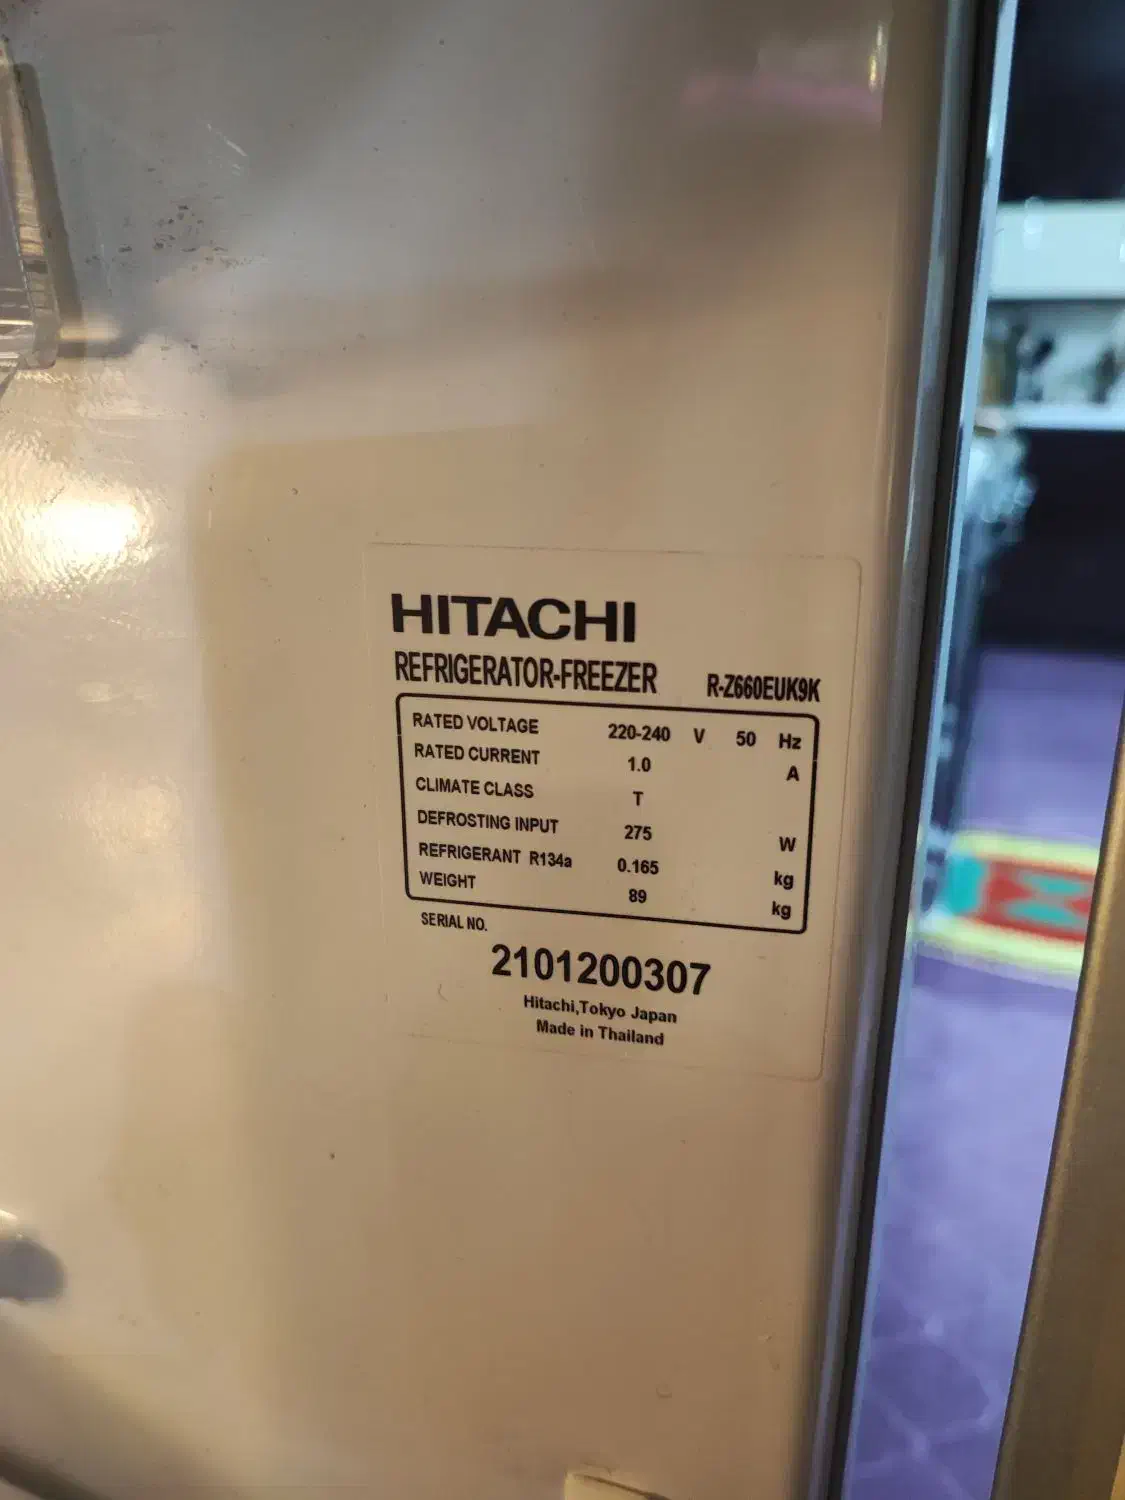 HITACHI
REFRIGERATOR-FREEZER R-Z660EUK9K
RATED VOLTAGE 220-240 V 50 Hz
RATED CURRENT 1.0 A
CLIMATE CLASS T
DEFROSTING INPUT 275 W
REFRIGERANT R134a 0.165 kg
WEIGHT 89 kg
SERIAL NO.
2101200307
Hitachi,Tokyo Japan
Made in Thailand